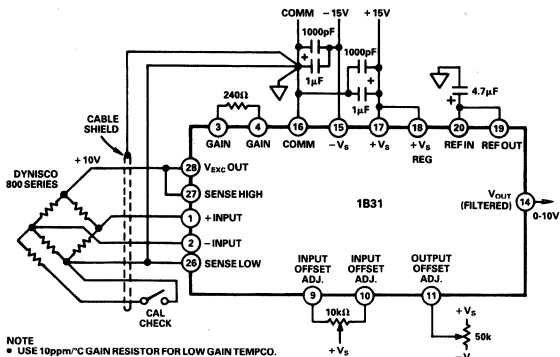 COMM −15V +15V
1000pF
1000pF
+
1µF
+
1µF
+
4.7µF
240Ω
CABLE
SHIELD
3 4 16 15 17 18 20 19
GAIN GAIN COMM −VS +VS +VS
REG
REF IN REF OUT
DYNISCO
800 SERIES
+10V
28 VEXC OUT
27 SENSE HIGH
1 +INPUT
2 −INPUT
26 SENSE LOW
1B31
VOUT
(FILTERED)
14
0-10V
CAL
CHECK
INPUT
OFFSET
ADJ.
INPUT
OFFSET
ADJ.
OUTPUT
OFFSET
ADJ.
9 10 11
10kΩ
+VS
+VS
50k
NOTE
• USE 10ppm/°C GAIN RESISTOR FOR LOW GAIN TEMPCO.